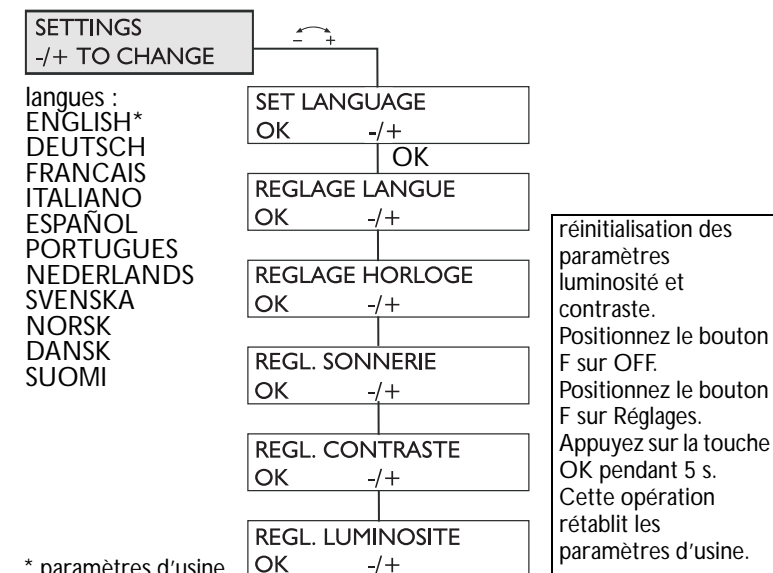 SETTINGS
-/+ TO CHANGE
- +
langues :
ENGLISH*
DEUTSCH
FRANCAIS
ITALIANO
ESPAÑOL
PORTUGUES
NEDERLANDS
SVENSKA
NORSK
DANSK
SUOMI
* paramètres d'usine
SET LANGUAGE
OK -/+
OK
REGLAGE LANGUE
OK -/+
REGLAGE HORLOGE
OK -/+
REGL. SONNERIE
OK -/+
REGL. CONTRASTE
OK -/+
REGL. LUMINOSITE
OK -/+
réinitialisation des
paramètres
luminosité et
contraste.
Positionnez le bouton
F sur OFF.
Positionnez le bouton
F sur Réglages.
Appuyez sur la touche
OK pendant 5 s.
Cette opération
rétablit les
paramètres d'usine.